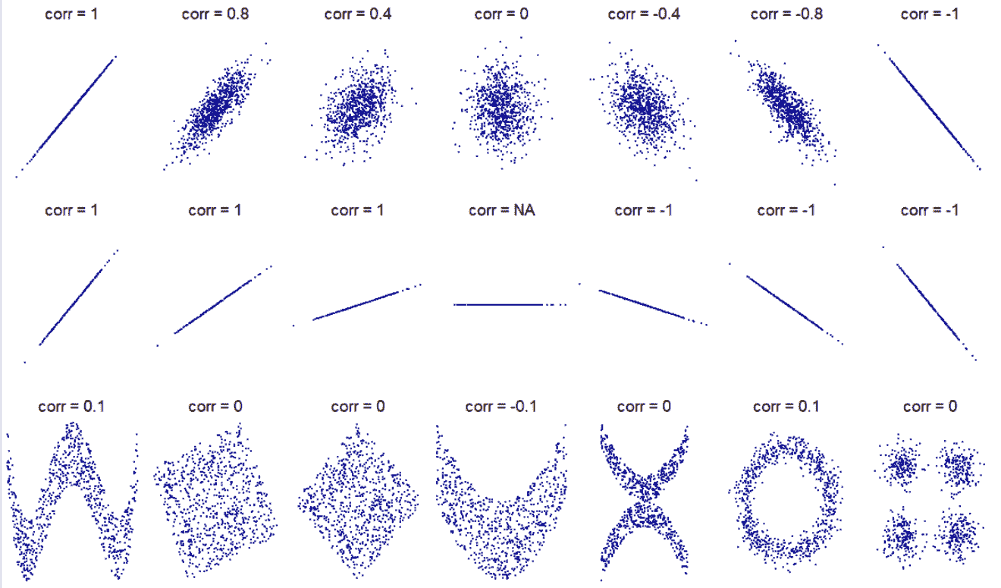 corr = 1 corr = 0.8 corr = 0.4 corr = 0 corr = -0.4 corr = -0.8 corr = -1
corr = 1 corr = 1 corr = 1 corr = NA corr = -1 corr = -1 corr = -1
corr = 0.1 corr = 0 corr = 0 corr = -0.1 corr = 0 corr = 0.1 corr = 0